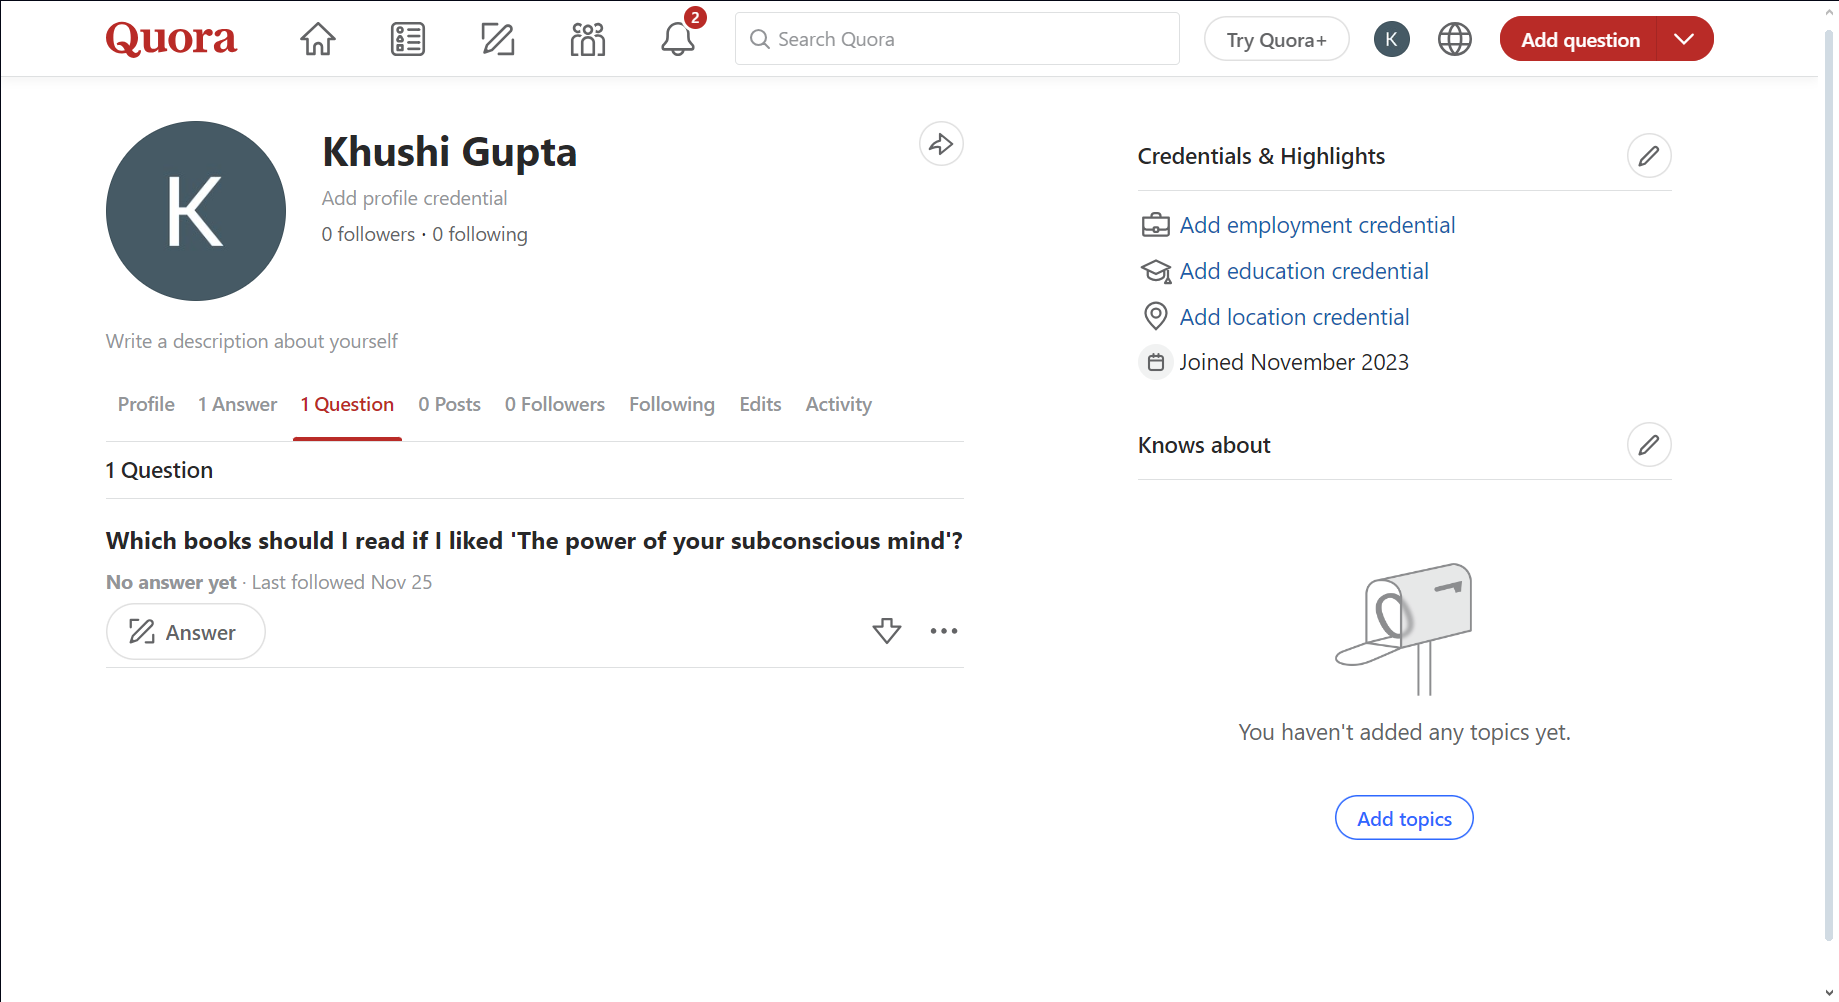 Quora
2
Search Quora
Try Quora+
K
Add question
K
Khushi Gupta
Add profile credential
0 followers · 0 following
Write a description about yourself
Profile 1 Answer 1 Question 0 Posts 0 Followers Following Edits Activity
1 Question
Which books should I read if I liked 'The power of your subconscious mind'?
No answer yet · Last followed Nov 25
Answer
Credentials & Highlights
Add employment credential
Add education credential
Add location credential
Joined November 2023
Knows about
You haven't added any topics yet.
Add topics